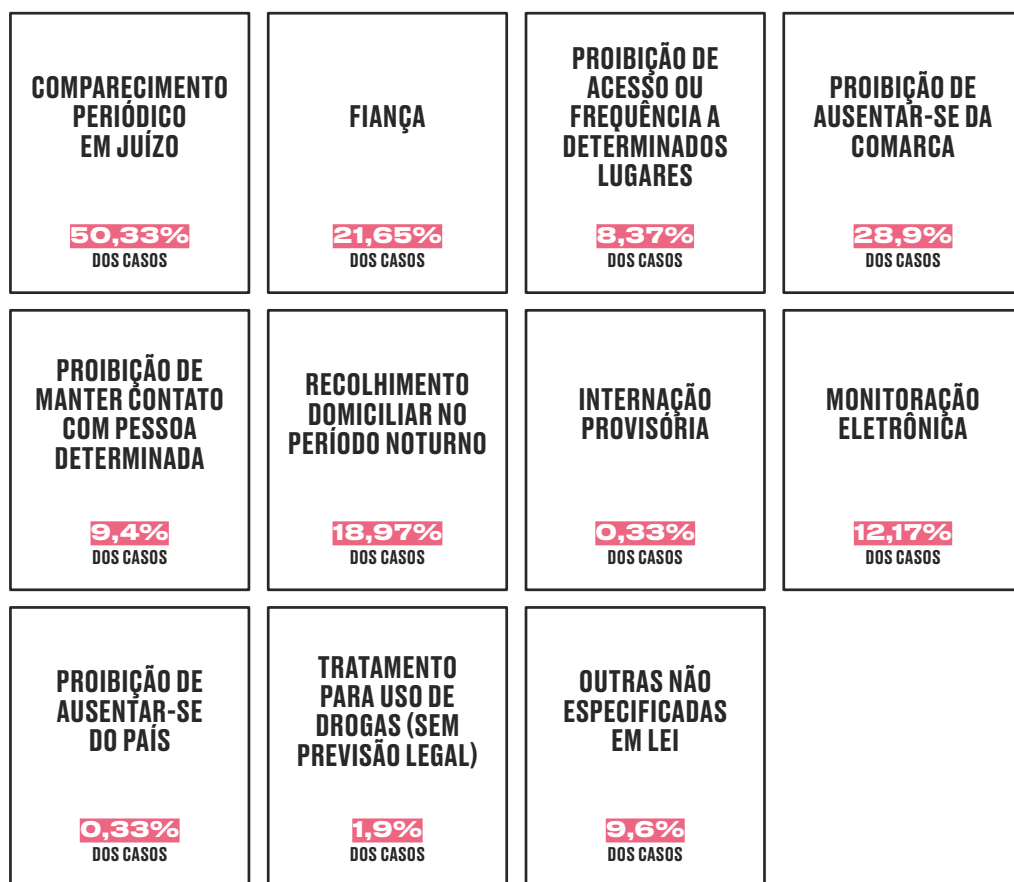 COMPARECIMENTO
PERIÓDICO
EM JUÍZO
50,33%
DOS CASOS
FIANÇA
21,65%
DOS CASOS
PROIBIÇÃO DE
ACESSO OU
FREQUÊNCIA A
DETERMINADOS
LUGARES
8,37%
DOS CASOS
PROIBIÇÃO DE
AUSENTAR-SE DA
COMARCA
28,9%
DOS CASOS
PROIBIÇÃO DE
MANTER CONTATO
COM PESSOA
DETERMINADA
9,4%
DOS CASOS
RECOLHIMENTO
DOMICILIAR NO
PERÍODO NOTURNO
18,97%
DOS CASOS
INTERNAÇÃO
PROVISÓRIA
0,33%
DOS CASOS
MONITORAÇÃO
ELETRÔNICA
12,17%
DOS CASOS
PROIBIÇÃO DE
AUSENTAR-SE
DO PAÍS
0,33%
DOS CASOS
TRATAMENTO
PARA USO DE
DROGAS (SEM
PREVISÃO LEGAL)
1,9%
DOS CASOS
OUTRAS NÃO
ESPECIFICADAS
EM LEI
9,6%
DOS CASOS